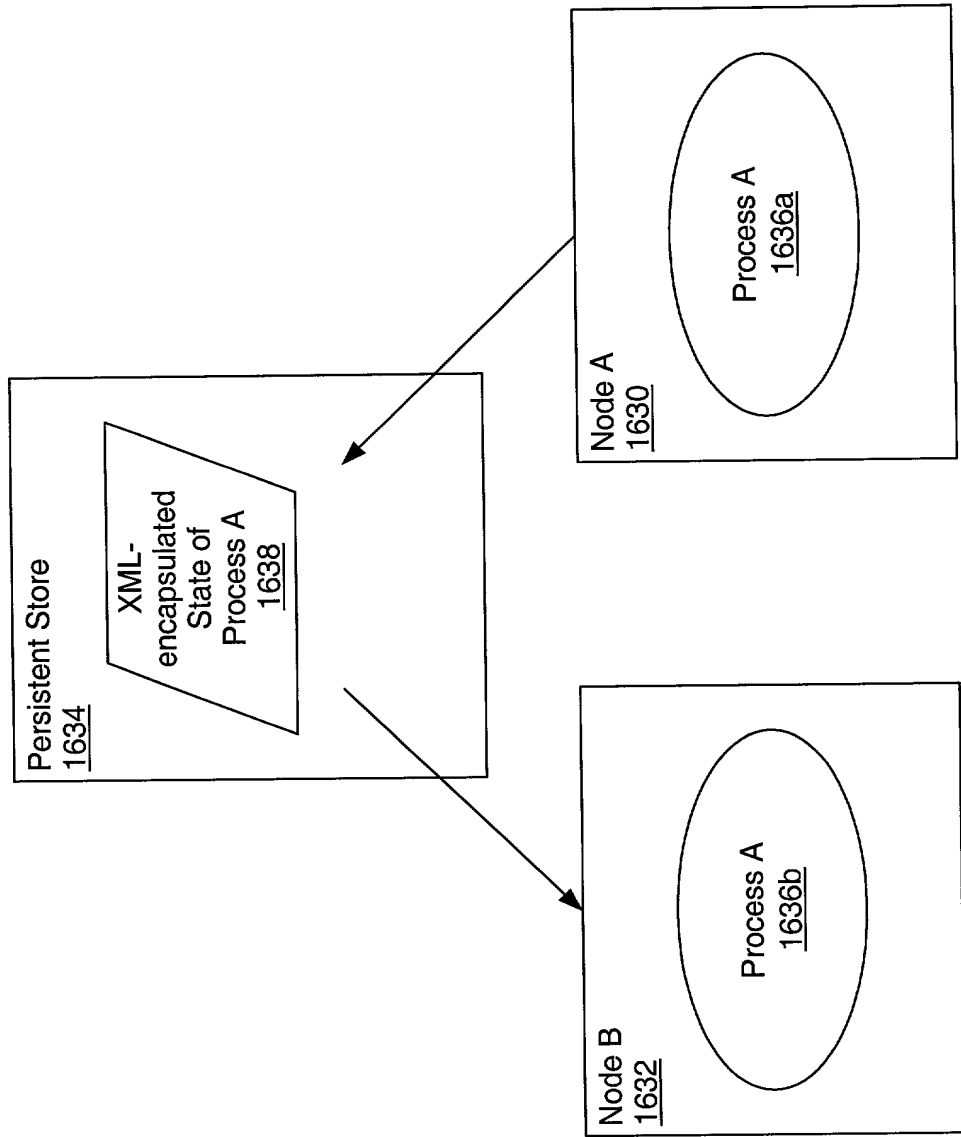 Persistent Store
1634
XML-
encapsulated
State of
Process A
1638
Node B
1632
Process A
1636b
Node A
1630
Process A
1636a